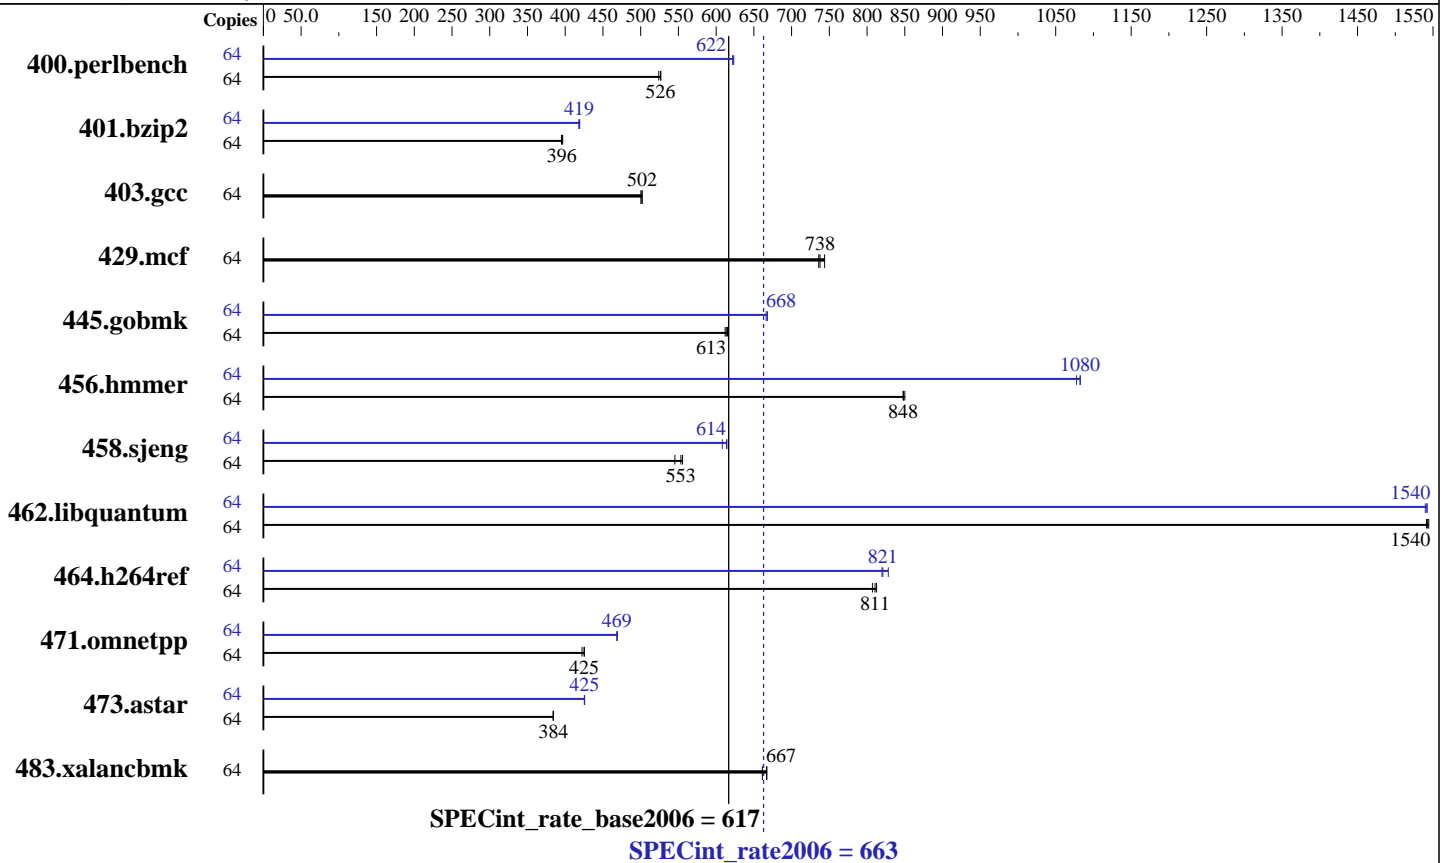 Copies 0 50.0 150 200 250 300 350 400 450 500 550 600 650 700 750 800 850 900 950 1050 1150 1250 1350 1450 1550
622
400.perlbench 64
64
526
419
401.bzip2 64
64
396
502
403.gcc 64
738
429.mcf 64
668
445.gobmk 64
64
613
1080
456.hmmer 64
64
848
614
458.sjeng 64
64
553
1540
462.libquantum 64
64
1540
821
464.h264ref 64
64
811
469
471.omnetpp 64
64
425
425
473.astar 64
64
384
667
483.xalancbmk 64
SPECint_rate_base2006 = 617
SPECint_rate2006 = 663